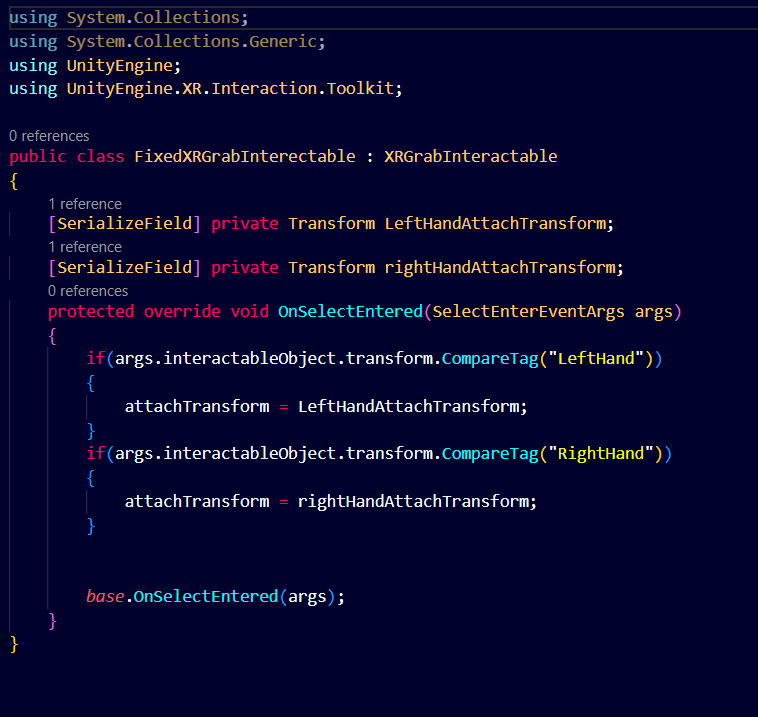 using System.Collections;
using System.Collections.Generic;
using UnityEngine;
using UnityEngine.XR.Interaction.Toolkit;
0 references
public class FixedXRGrabInterectable : XRGrabInteractable
{
1 reference
[SerializeField] private Transform LeftHandAttachTransform;
1 reference
[SerializeField] private Transform rightHandAttachTransform;
0 references
protected override void OnSelectEntered(SelectEnterEventArgs args)
{
if(args.interactableObject.transform.CompareTag("LeftHand"))
{
attachTransform = LeftHandAttachTransform;
}
if(args.interactableObject.transform.CompareTag("RightHand"))
{
attachTransform = rightHandAttachTransform;
}
base.OnSelectEntered(args);
}
}